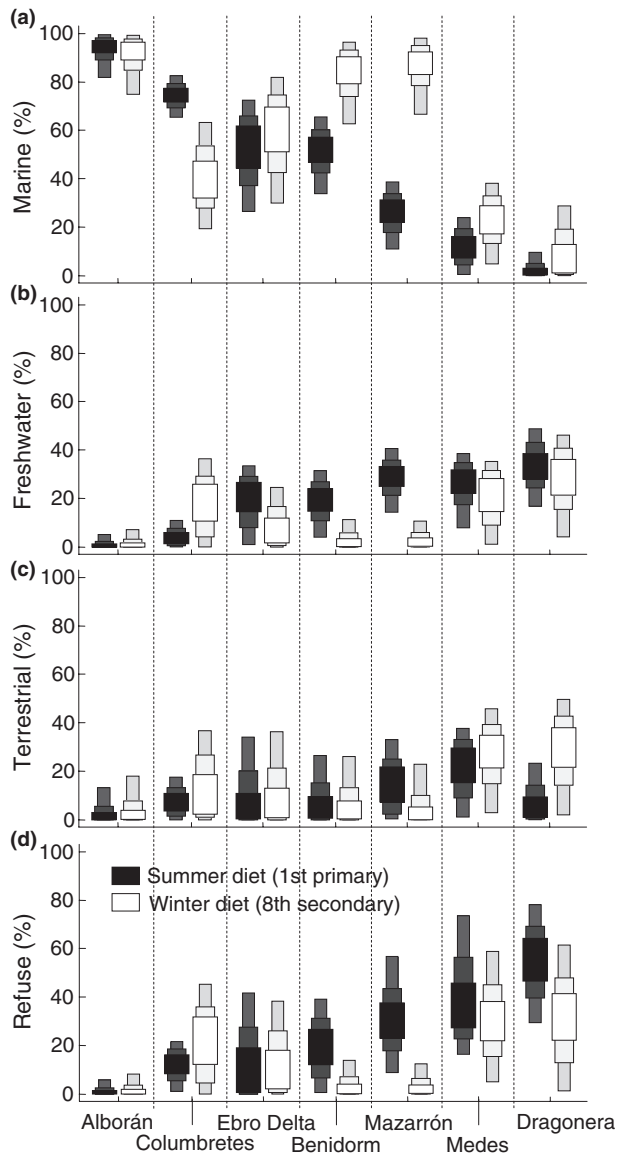 (a)
100
80
60
40
20
0
Marine (%)
(b)
100
80
60
40
20
0
Freshwater (%)
(c)
100
80
60
40
20
0
Terrestrial (%)
(d)
100
80
60
40
20
0
Refuse (%)
Summer diet (1st primary)
Winter diet (8th secondary)
Alborán Ebro Delta Mazarrón Dragonera
Columbretes Benidorm Medes